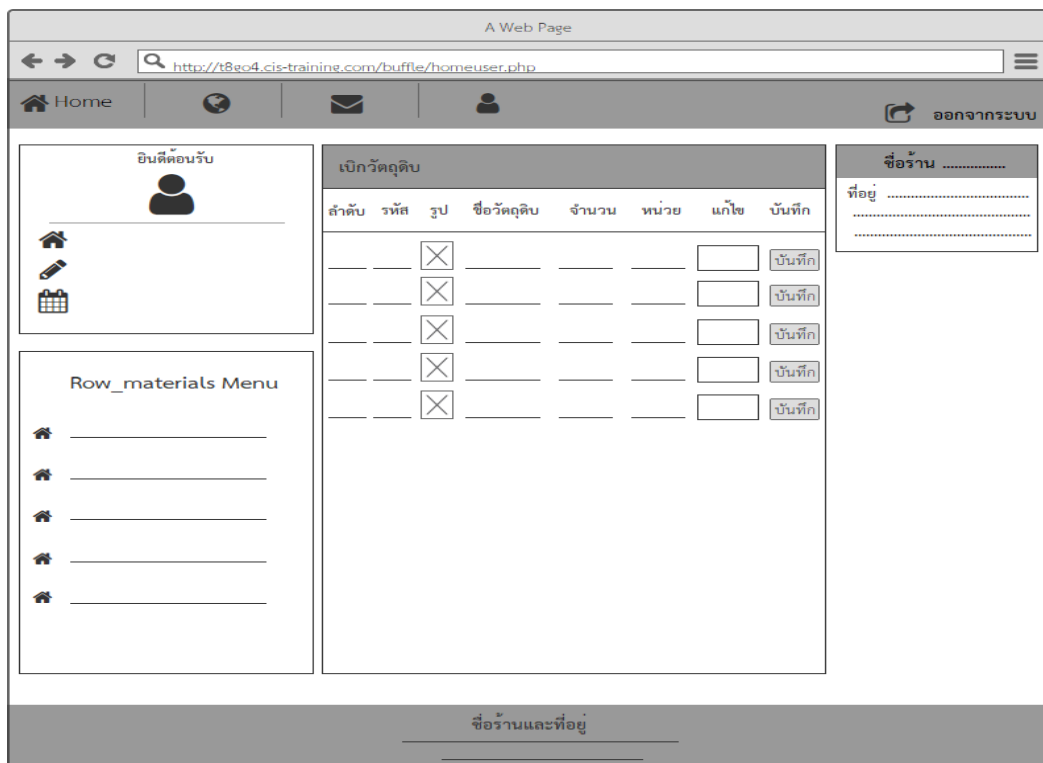 A Web Page
http://t8go4.cis-training.com/buffle/homeuser.php
Home
ออกจากระบบ
ยินดีต้อนรับ
Row_materials Menu
เบิกวัตถุดิบ
ลำดับ รหัส รูป ชื่อวัตถุดิบ จำนวน หน่วย แก้ไข บันทึก
บันทึก
บันทึก
บันทึก
บันทึก
บันทึก
ชื่อร้าน ................
ที่อยู่ ....................................
.............................................
.............................................
ชื่อร้านและที่อยู่